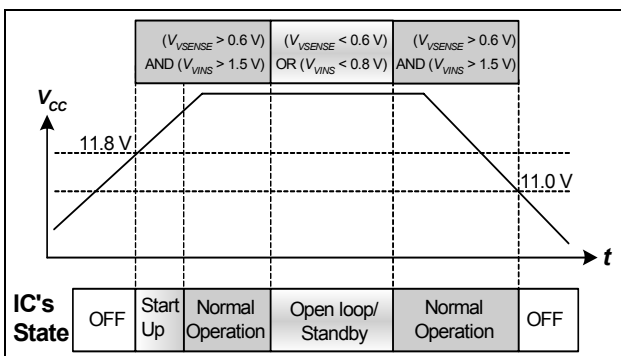 (VVSENSE > 0.6 V) (VVSENSE < 0.6 V) (VVSENSE > 0.6 V)
AND (VVINS > 1.5 V) OR (VVINS < 0.8 V) AND (VVINS > 1.5 V)
VCC
11.8 V
11.0 V
t
IC's
State
OFF
Start
Up
Normal
Operation
Open loop/
Standby
Normal
Operation
OFF